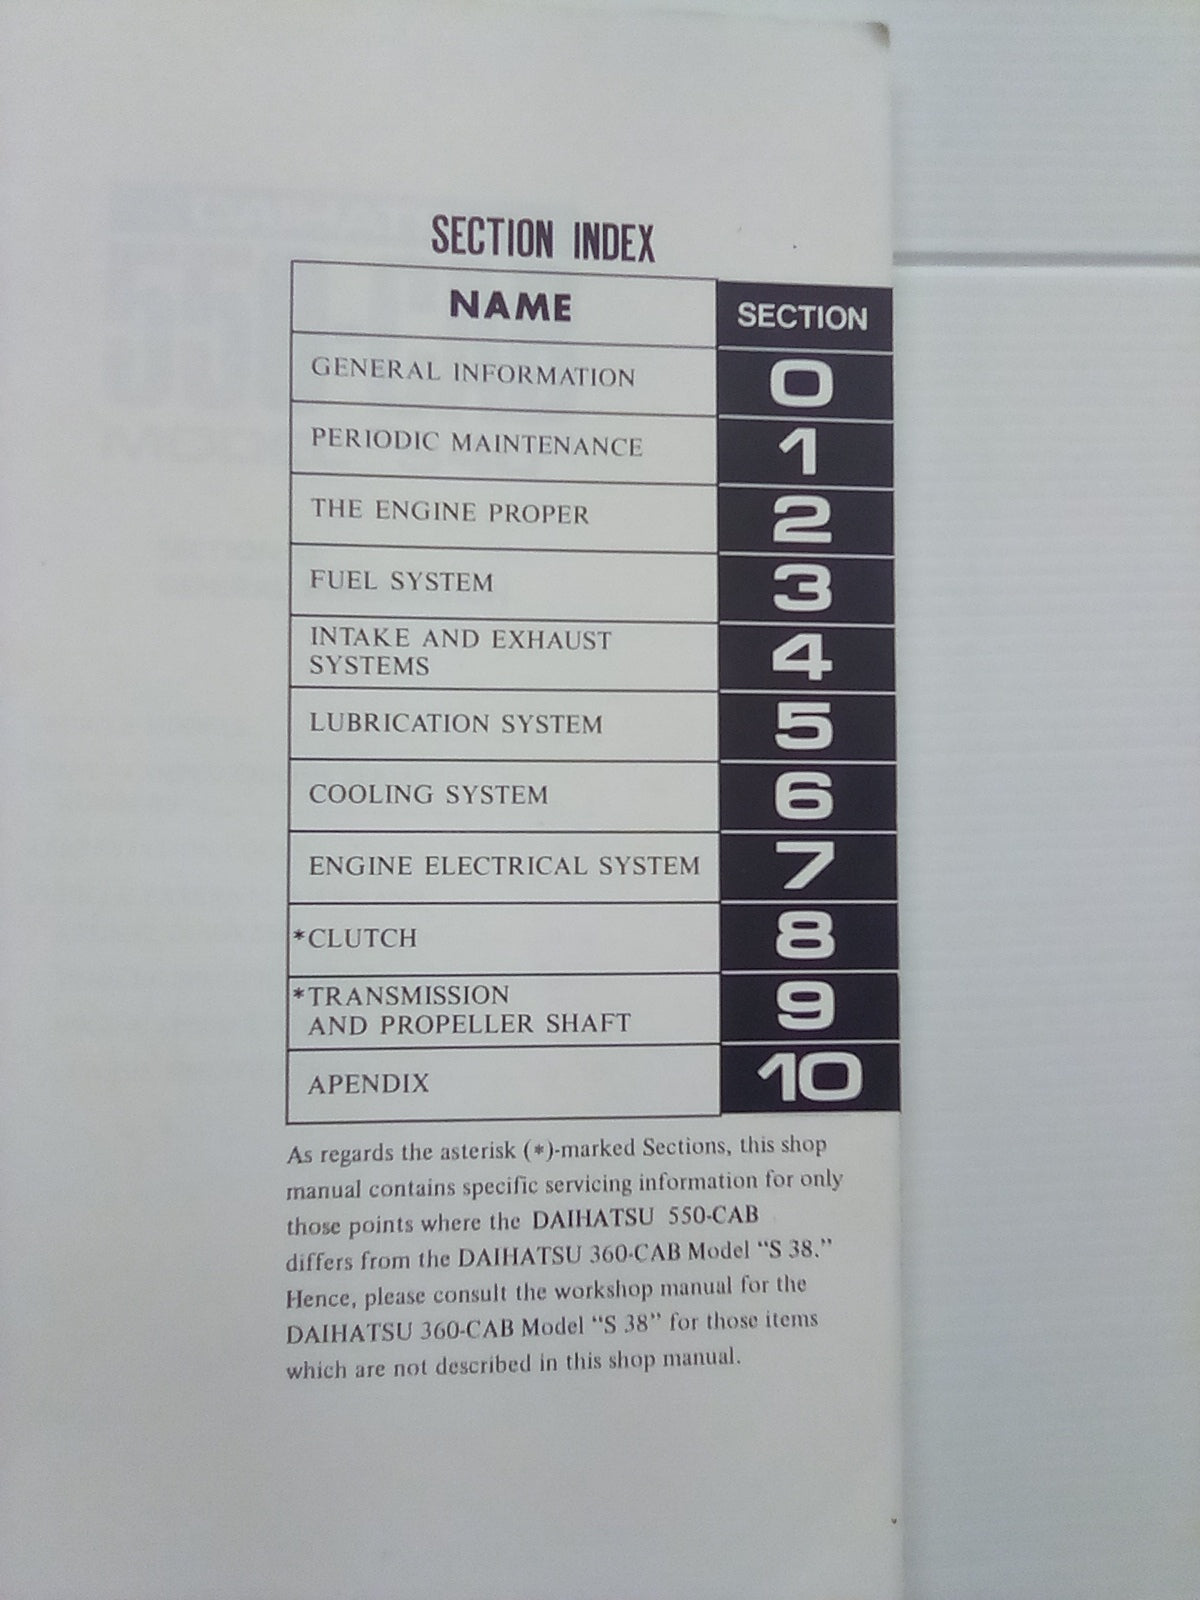 SECTION INDEX
NAME SECTION
GENERAL INFORMATION 0
PERIODIC MAINTENANCE 1
THE ENGINE PROPER 2
FUEL SYSTEM 3
INTAKE AND EXHAUST
SYSTEMS 4
LUBRICATION SYSTEM 5
COOLING SYSTEM 6
ENGINE ELECTRICAL SYSTEM 7
*CLUTCH 8
*TRANSMISSION
AND PROPELLER SHAFT 9
APENDIX 10
As regards the asterisk (*)-marked Sections, this shop
manual contains specific servicing information for only
those points where the DAIHATSU 550-CAB
differs from the DAIHATSU 360-CAB Model “S 38.”
Hence, please consult the workshop manual for the
DAIHATSU 360-CAB Model “S 38” for those items
which are not described in this shop manual.